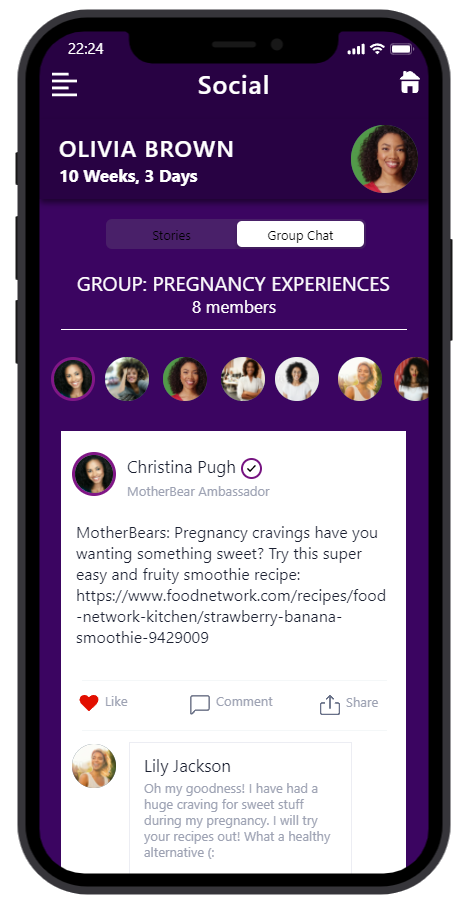 22:24
Social
OLIVIA BROWN
10 Weeks, 3 Days
Stories
Group Chat
GROUP: PREGNANCY EXPERIENCES
8 members
Christina Pugh
MotherBear Ambassador
MotherBears: Pregnancy cravings have you
wanting something sweet? Try this super
easy and fruity smoothie recipe:
https://www.foodnetwork.com/recipes/food
-network-kitchen/strawberry-banana-
smoothie-9429009
Like
Comment
Share
Lily Jackson
Oh my goodness! I have had a
huge craving for sweet stuff
during my pregnancy. I will try
your recipes out! What a healthy
alternative (: